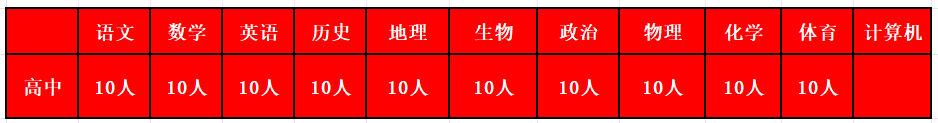 语文 数学 英语 历史 地理 生物 政治 物理 化学 体育 计算机
高中 10人 10人 10人 10人 10人 10人 10人 10人 10人 10人